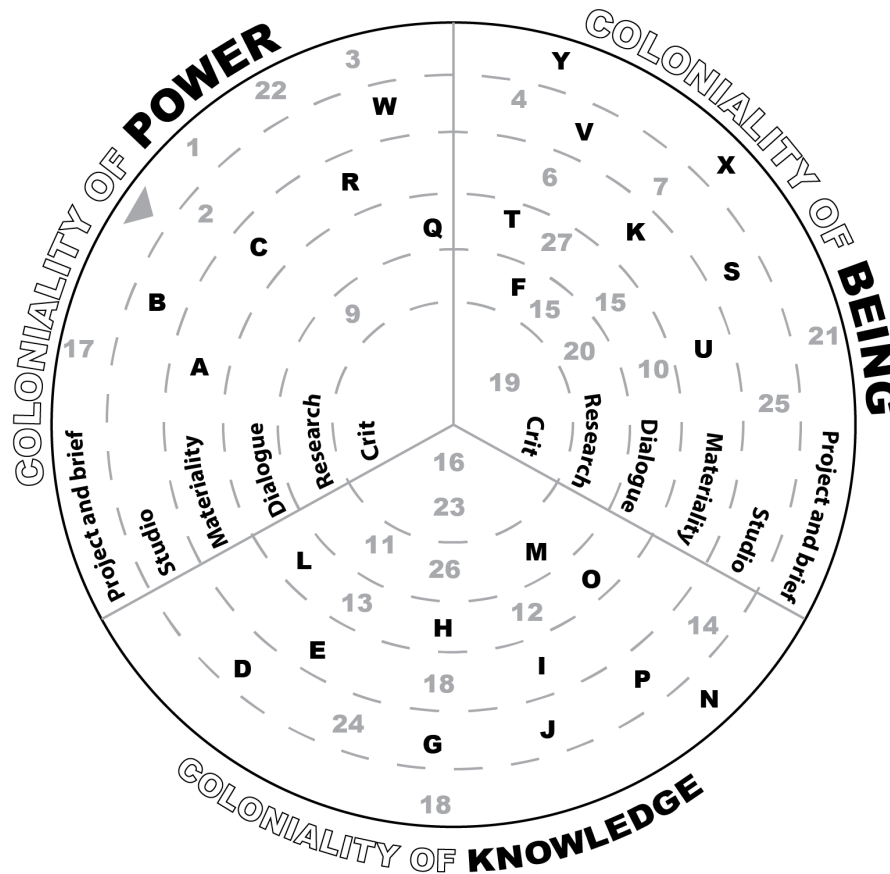 COLONIALITY OF POWER
COLONIALITY OF BEING
COLONIALITY OF KNOWLEDGE
3
Y
22
W
4
V
1
R
6
7
X
2
C
Q
T
27
K
B
F
S
17
9
15
15
21
A
20
10
U
19
25
Project and brief
Studio
Materiality
Dialogue
Research
Crit
Crit
Research
Dialogue
Materiality
Studio
Project and brief
16
23
11
M
L
26
O
13
12
14
H
E
D
I
18
P
N
24
G
J
18